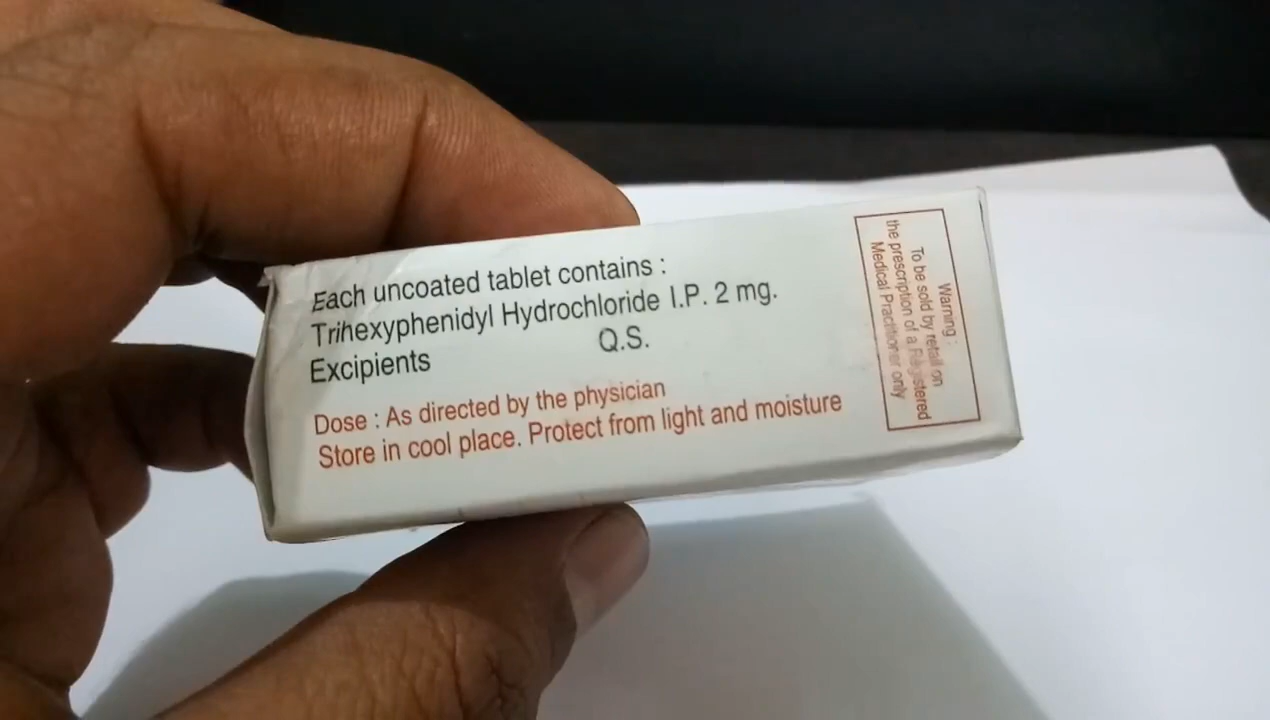 Each uncoated tablet contains :
Trihexyphenidyl Hydrochloride I.P. 2 mg.
Excipients Q.S.
Dose : As directed by the physician
Store in cool place. Protect from light and moisture
Warning :
To be sold by retail on
the prescription of a Registered
Medical Practitioner only